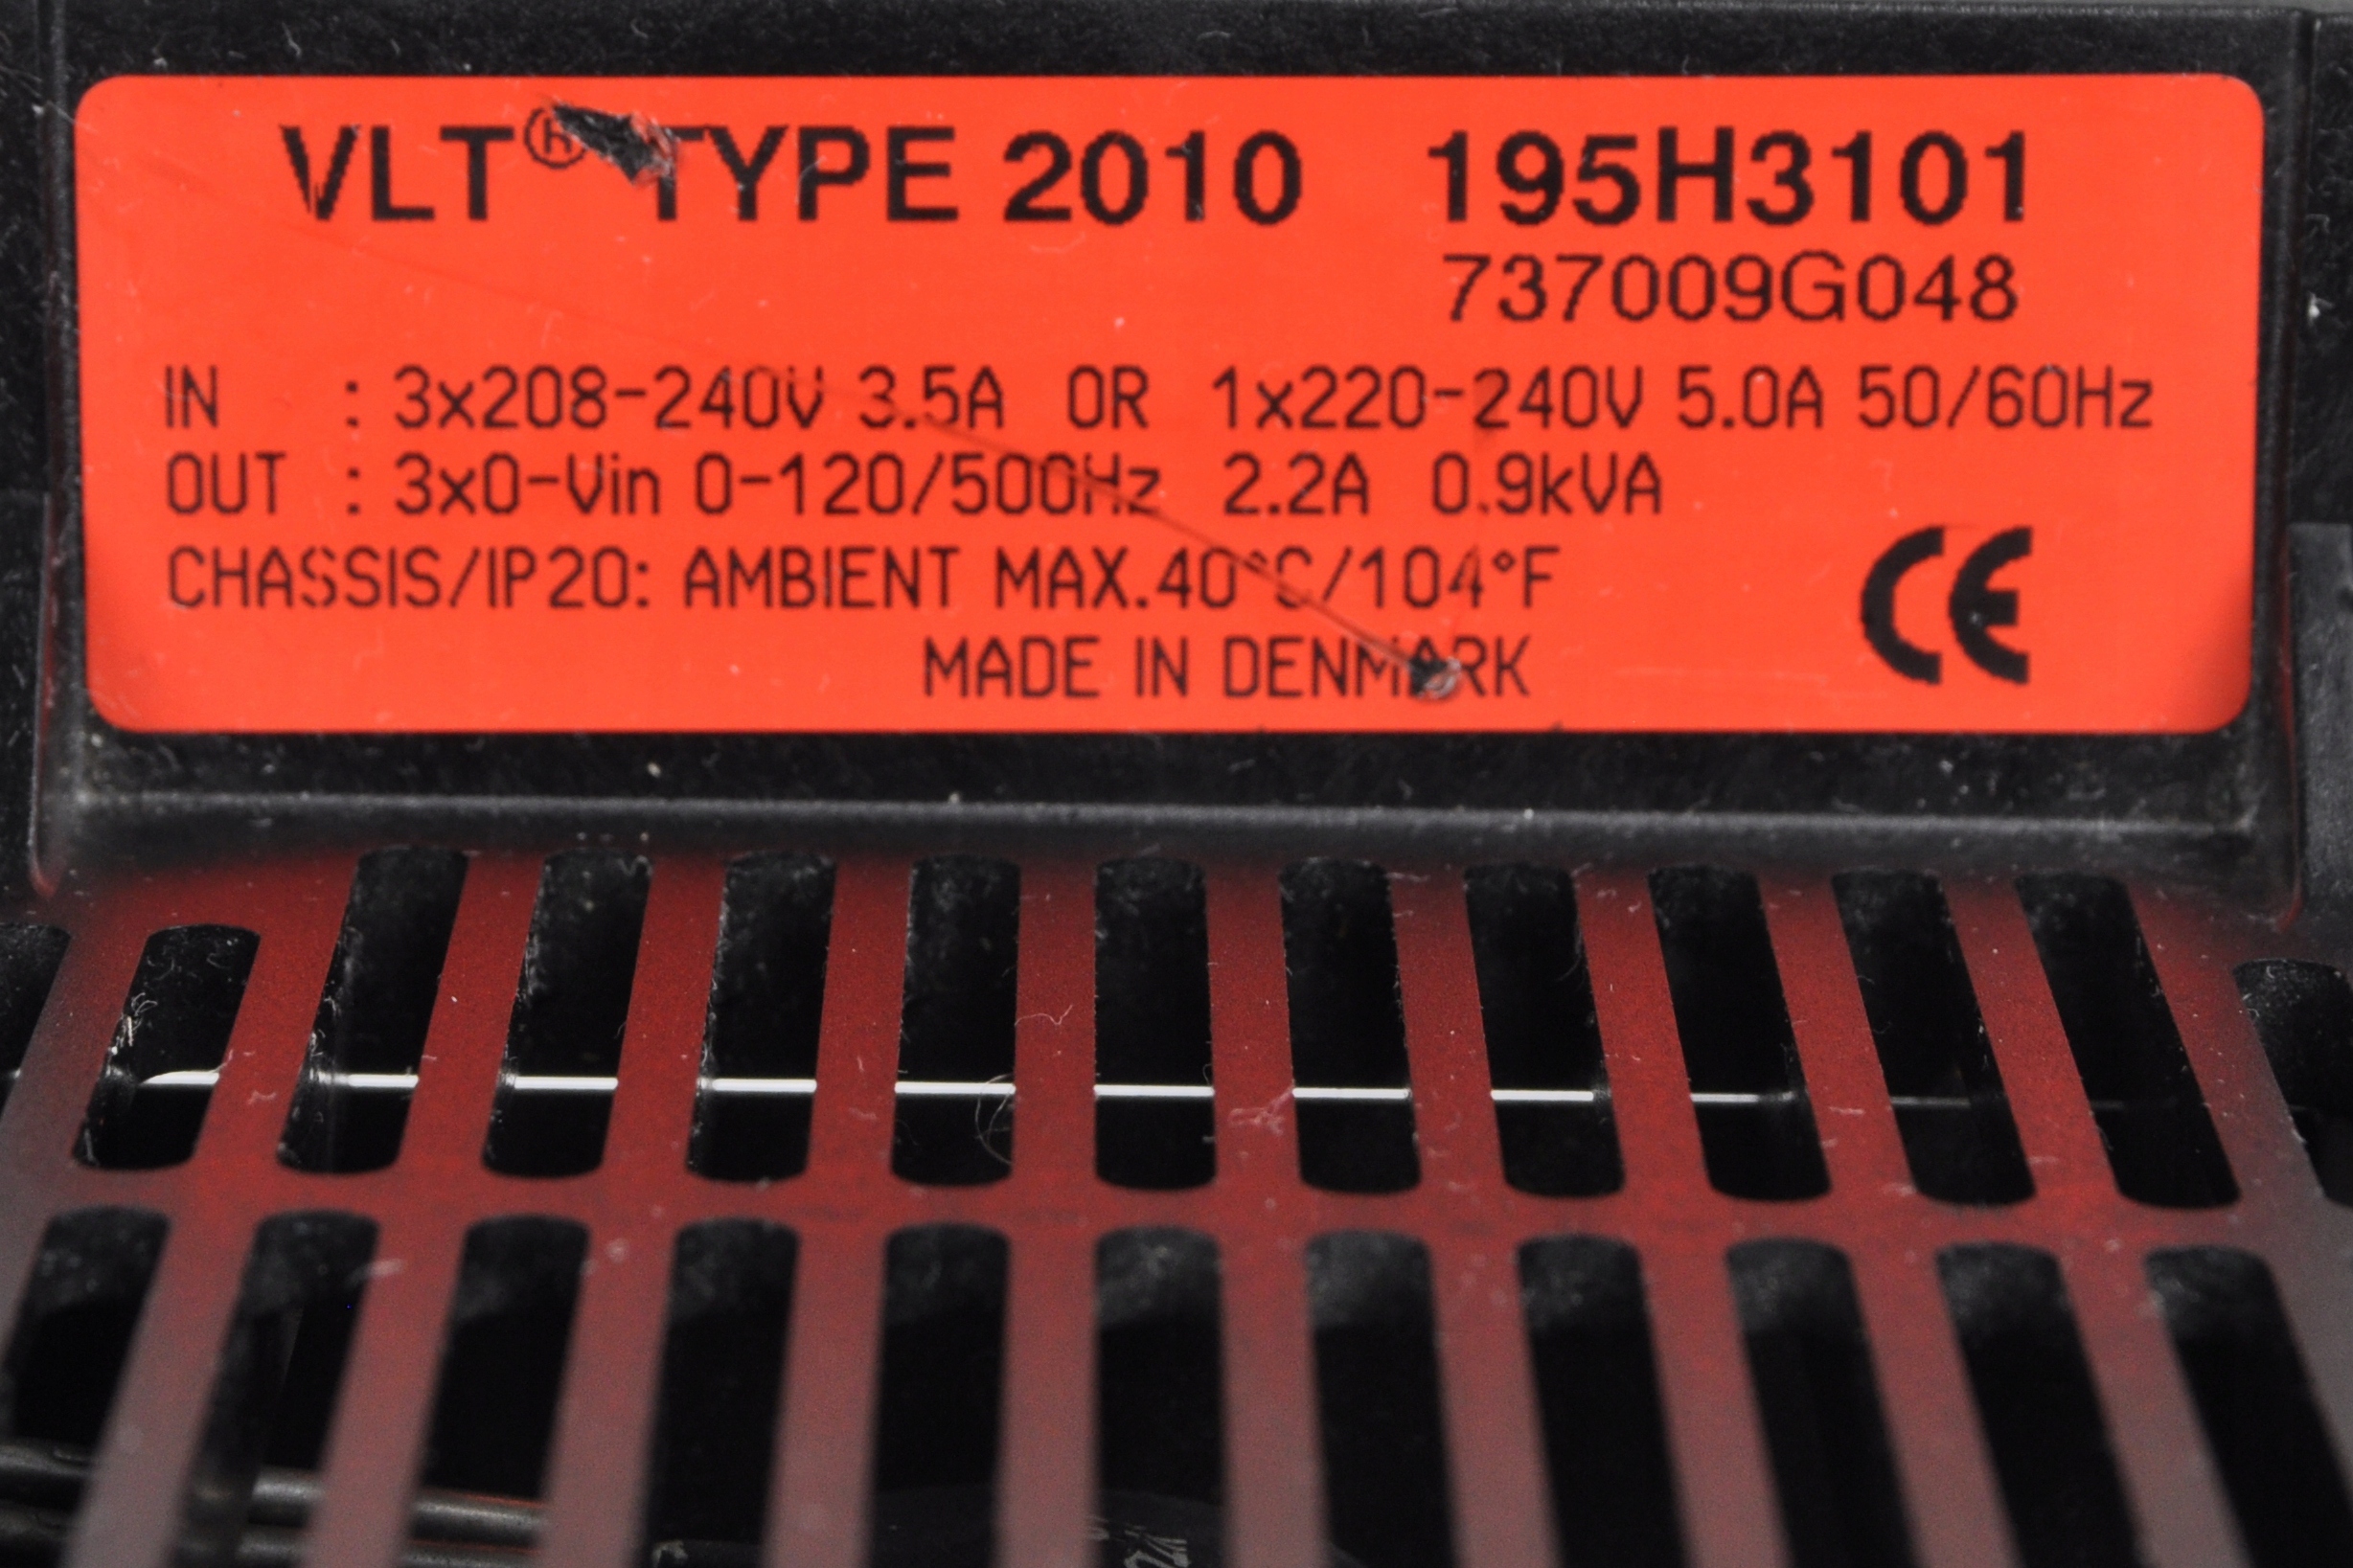 VLT® TYPE 2010 195H3101
737009G048
IN : 3x208-240V 3.5A OR 1x220-240V 5.0A 50/60Hz
OUT : 3x0-Vin 0-120/500Hz 2.2A 0.9kVA
CHASSIS/IP20: AMBIENT MAX.40°C/104°F
MADE IN DENMARK
CE